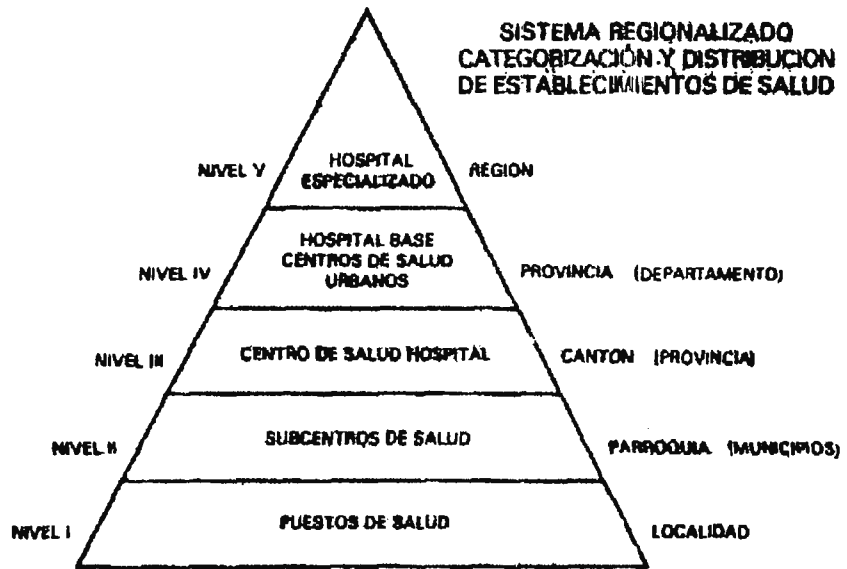 SISTEMA REGIONALIZADO
CATEGORIZACIÓN Y DISTRIBUCION
DE ESTABLECIMIENTOS DE SALUD
NIVEL V
HOSPITAL
ESPECIALIZADO
REGION
NIVEL IV
HOSPITAL BASE
CENTROS DE SALUD
URBANOS
PROVINCIA (DEPARTAMENTO)
NIVEL III
CENTRO DE SALUD HOSPITAL
CANTON (PROVINCIA)
NIVEL II
SUBCENTROS DE SALUD
PARROQUIA (MUNICIPIOS)
NIVEL I
PUESTOS DE SALUD
LOCALIDAD